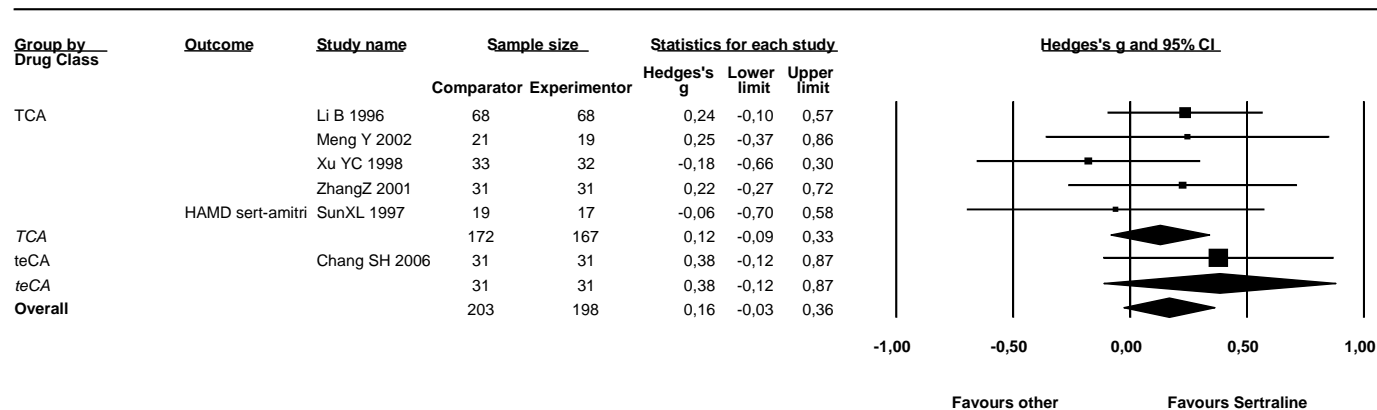 Group by Outcome Study name Sample size Statistics for each study Hedges's g and 95% CI
Drug Class
Hedges's Lower Upper
Comparator Experimentor g limit limit
TCA Li B 1996 68 68 0,24 -0,10 0,57
Meng Y 2002 21 19 0,25 -0,37 0,86
Xu YC 1998 33 32 -0,18 -0,66 0,30
ZhangZ 2001 31 31 0,22 -0,27 0,72
HAMD sert-amitri SunXL 1997 19 17 -0,06 -0,70 0,58
TCA 172 167 0,12 -0,09 0,33
teCA Chang SH 2006 31 31 0,38 -0,12 0,87
teCA 31 31 0,38 -0,12 0,87
Overall 203 198 0,16 -0,03 0,36
-1,00 -0,50 0,00 0,50 1,00
Favours other Favours Sertraline